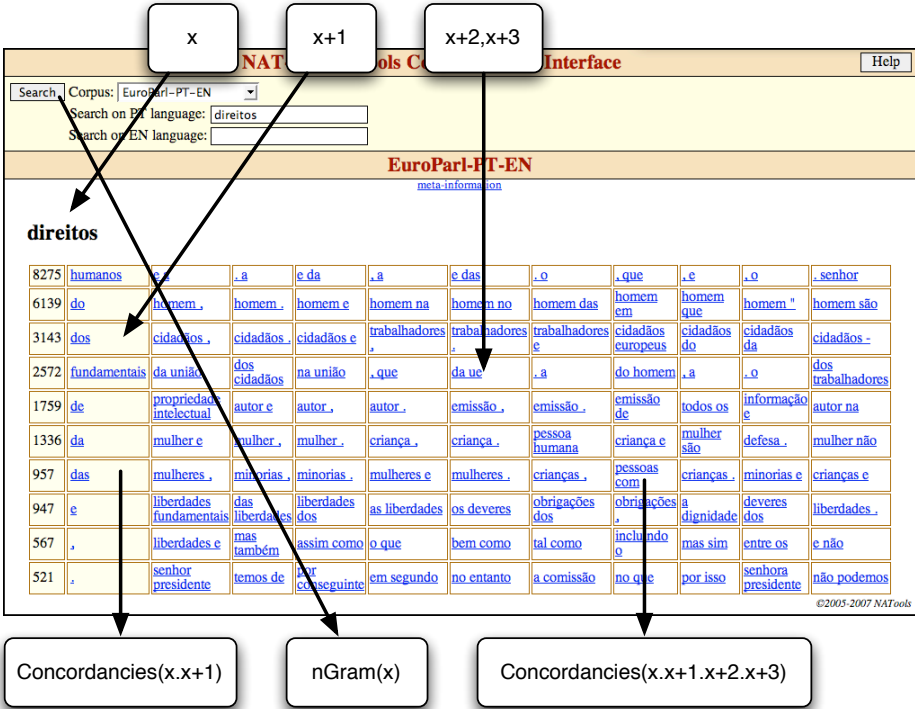 x x+1 x+2,x+3
NAT ols C Interface Help
Search Corpus: EuroParl-PT-EN
Search on PT language: direitos
Search on EN language:
EuroParl-PT-EN
meta-information
direitos
8275 humanos e a . a e da , a e das . o , que , e , o . senhor
6139 do homem , homem . homem e homem na homem no homem das homem em homem que homem " homem são
3143 dos cidadãos , cidadãos . cidadãos e trabalhadores , trabalhadores . trabalhadores e cidadãos europeus cidadãos do cidadãos da cidadãos -
2572 fundamentais da união dos cidadãos na união , que da ue . a do homem , a . o dos trabalhadores
1759 de propriedade intelectual autor e autor , autor . emissão , emissão . emissão de todos os informação e autor na
1336 da mulher e mulher , mulher . criança , criança . pessoa humana criança e mulher são defesa . mulher não
957 das mulheres , minorias , minorias . mulheres e mulheres . crianças , pessoas com crianças . minorias e crianças e
947 e liberdades fundamentais das liberdades liberdades dos as liberdades os deveres obrigações dos obrigações , a dignidade deveres dos liberdades .
567 , liberdades e mas também assim como o que bem como tal como incluindo o mas sim entre os e não
521 . senhor presidente temos de por conseguinte em segundo no entanto a comissão no que por isso senhora presidente não podemos
©2005-2007 NATools
Concordancies(x.x+1) nGram(x) Concordancies(x.x+1.x+2.x+3)